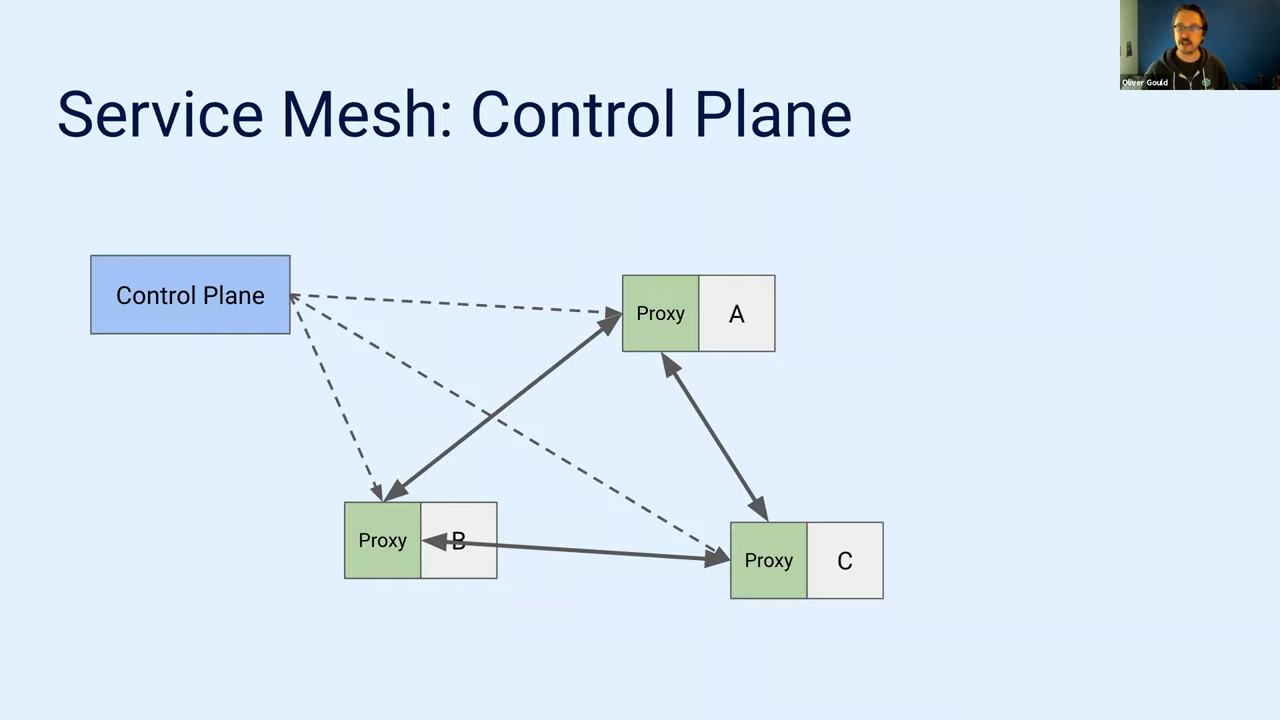 Oliver Gould
Service Mesh: Control Plane
Control Plane
Proxy
A
Proxy
B
Proxy
C